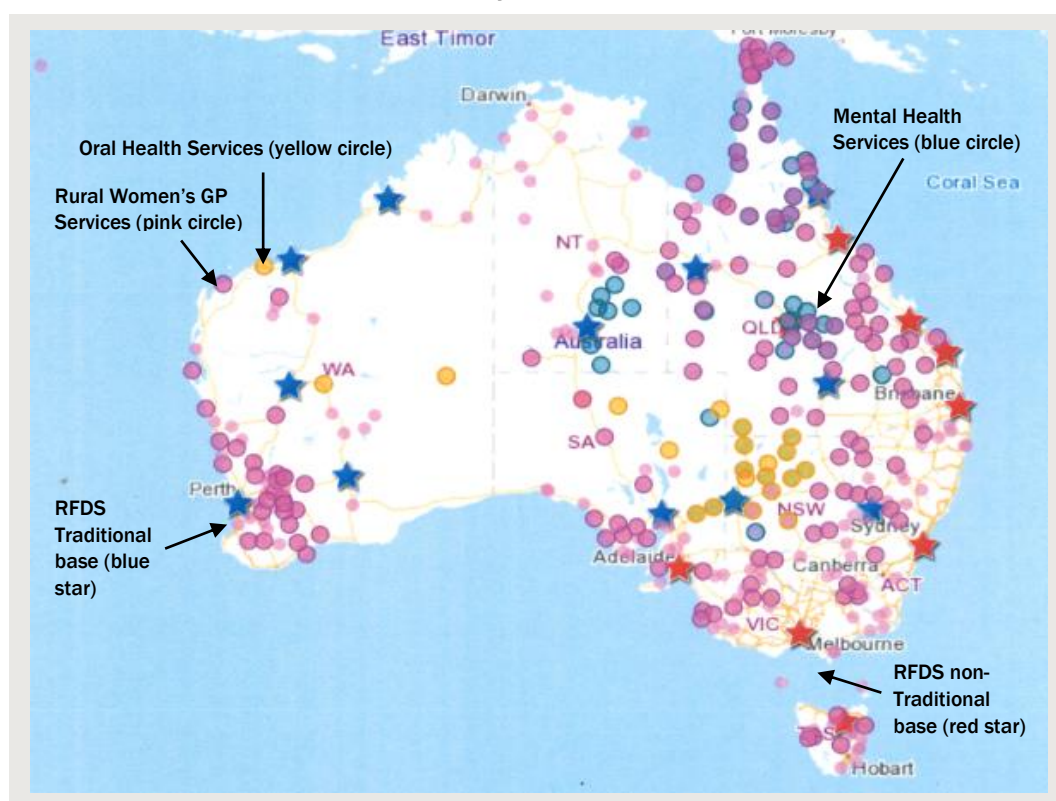 East Timor
Port Moresby
Darwin
Mental Health
Services (blue circle)
Oral Health Services (yellow circle)
Coral Sea
Rural Women's GP
Services (pink circle)
NT
QLD
Australia
WA
Brisbane
SA
Perth
NSW
RFDS
Traditional
base (blue
star)
Sydney
Adelaide
Canberra
ACT
VIC
Melbourne
RFDS non-
Traditional
base (red star)
Hobart